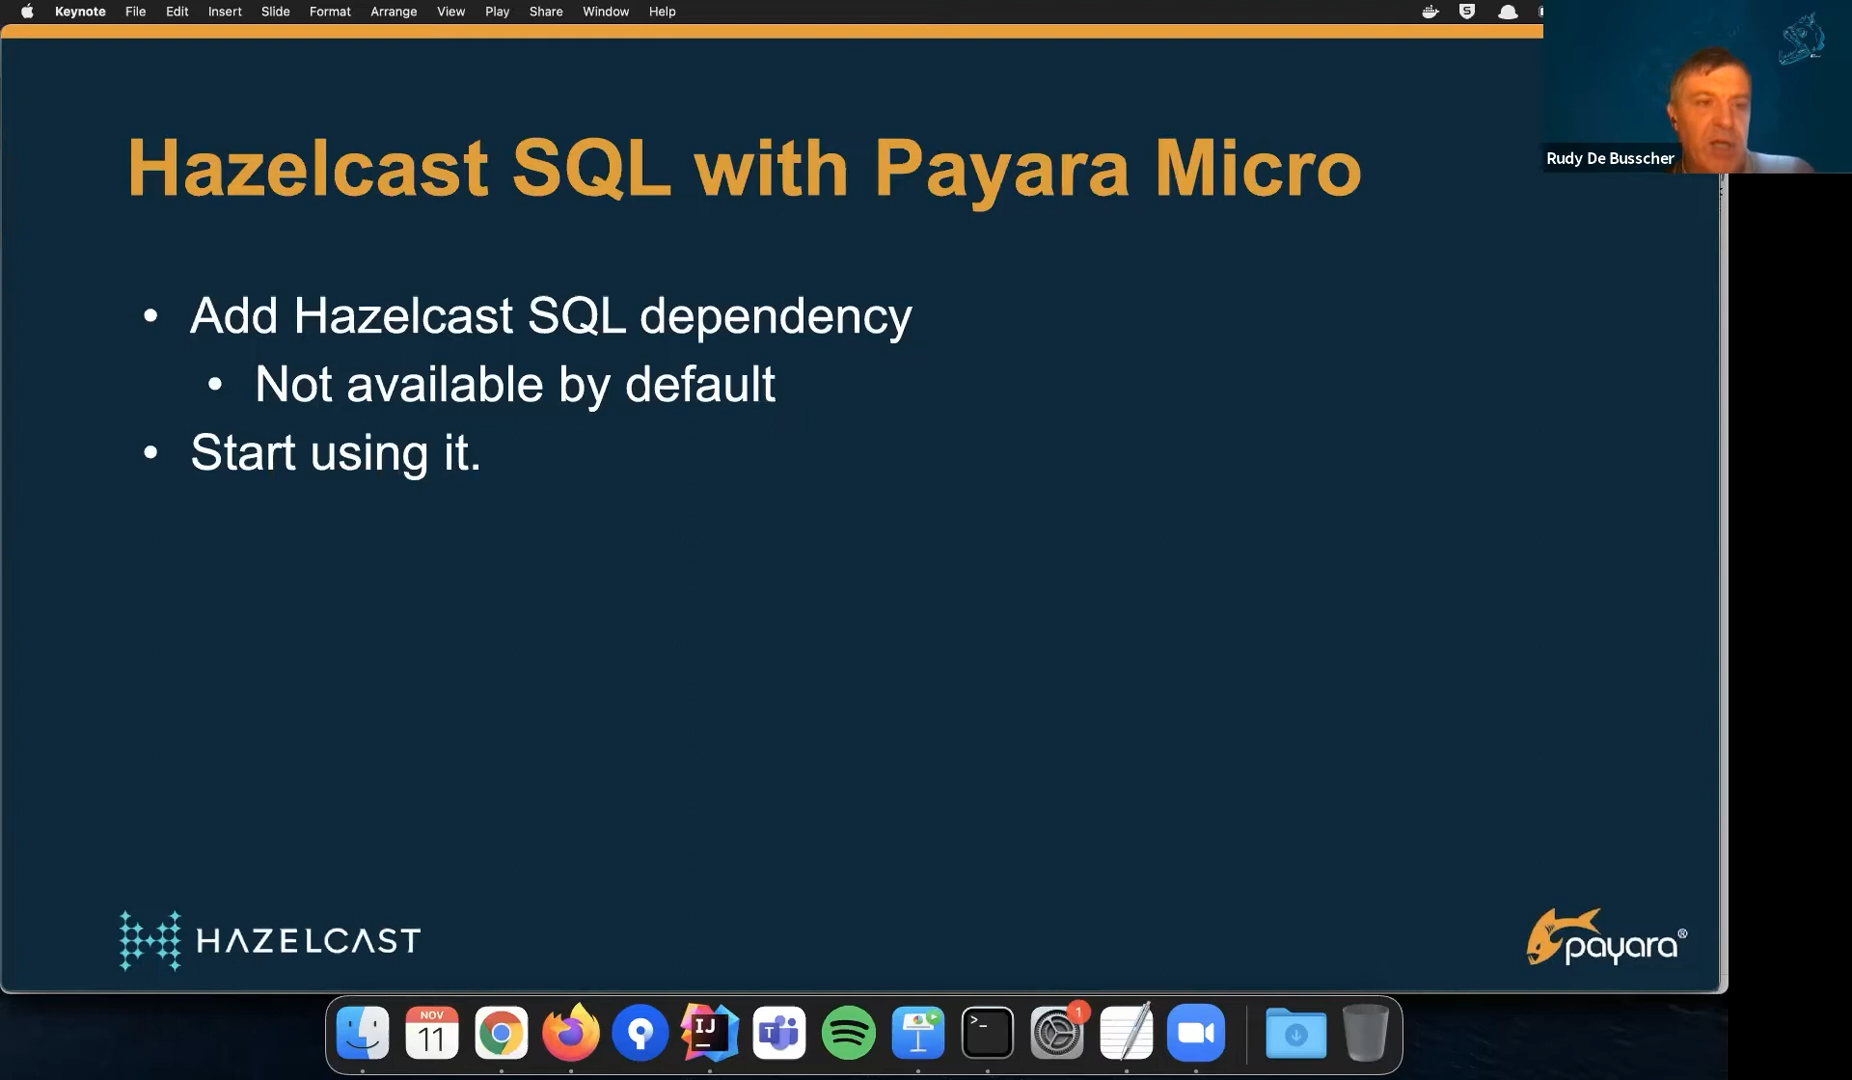 Keynote File Edit Insert Slide Format Arrange View Play Share Window Help
S
Rudy De Busscher
Hazelcast SQL with Payara Micro
• Add Hazelcast SQL dependency
• Not available by default
• Start using it.
HAZELCAST
payara®
NOV
11
IJ
T
>_
1